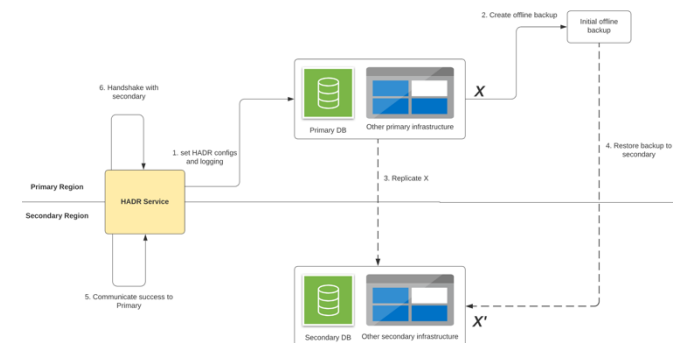 2. Create offline backup
Initial offline
backup
6. Handshake with
secondary
X
Primary DB
Other primary infrastructure
1. set HADR configs
and logging
4. Restore backup to
secondary
3. Replicate X
Primary Region
HADR Service
Secondary Region
5. Communicate success to
Primary
X'
Secondary DB
Other secondary infrastructure